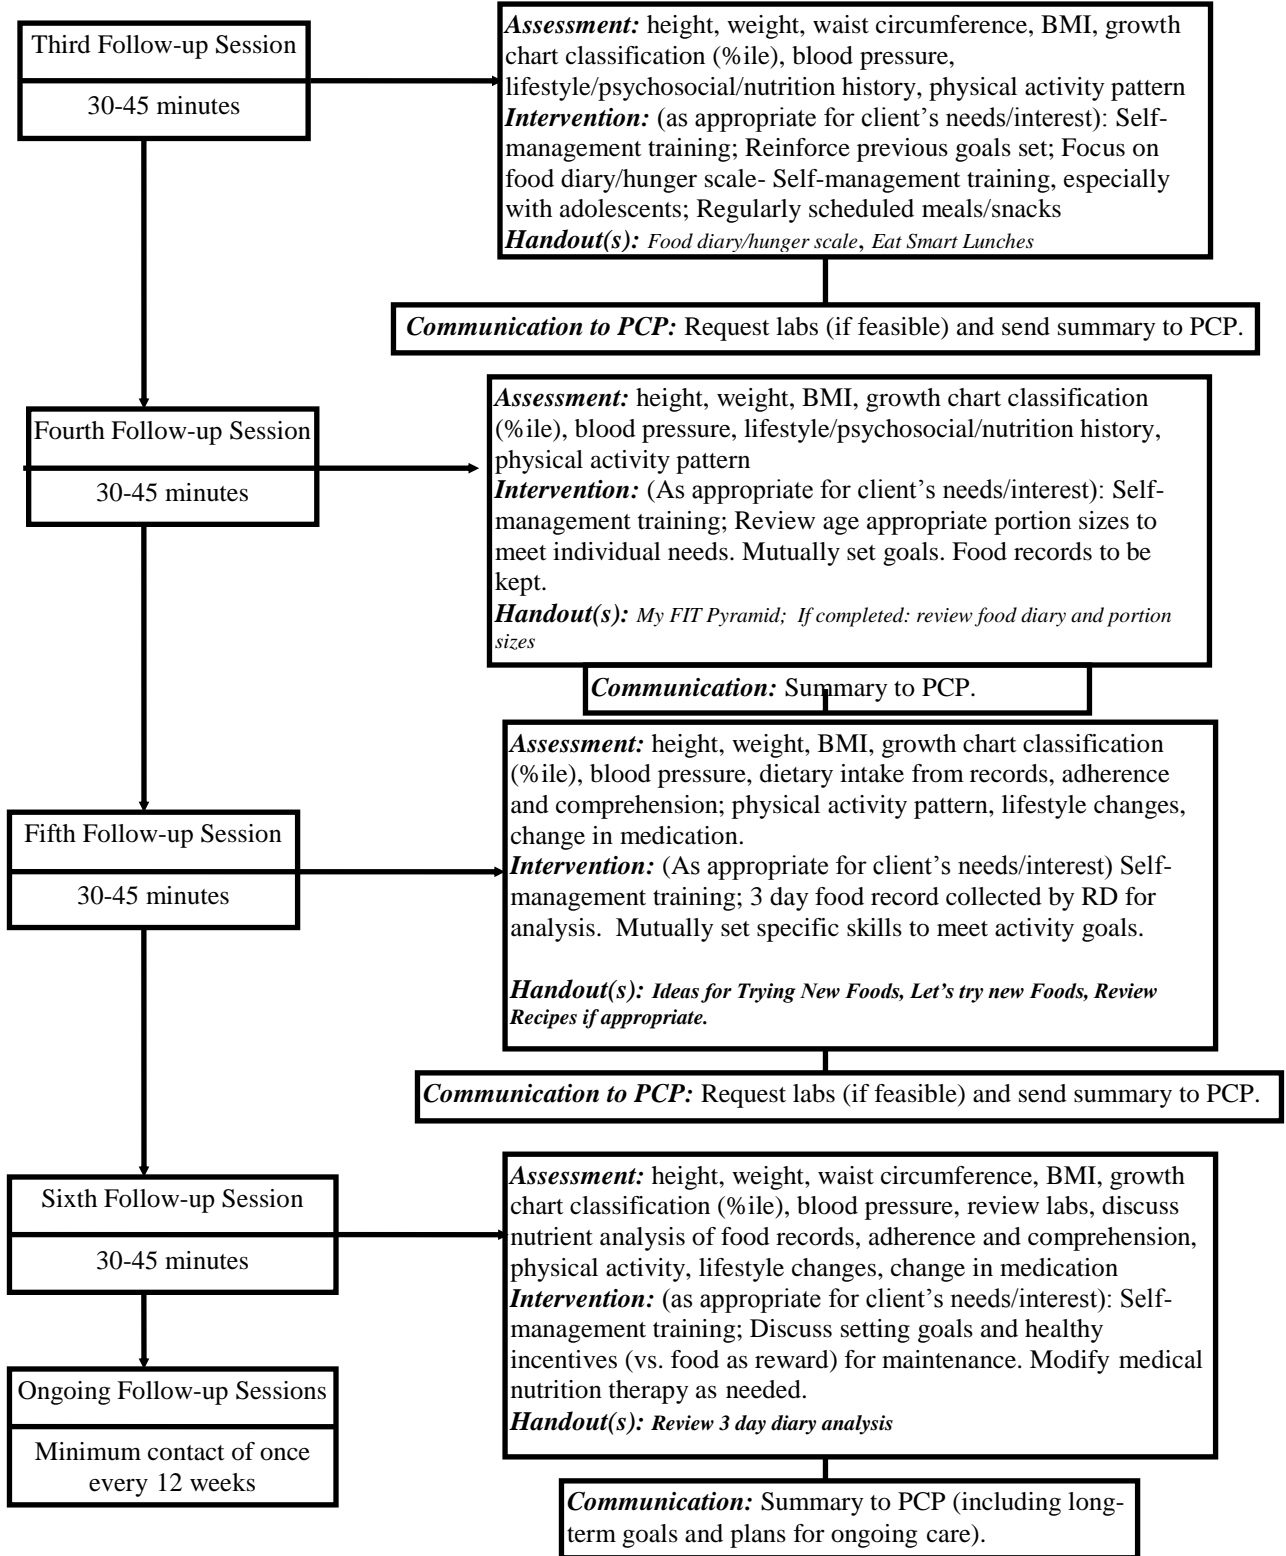 Third Follow-up Session
30-45 minutes
Assessment: height, weight, waist circumference, BMI, growth
chart classification (%ile), blood pressure,
lifestyle/psychosocial/nutrition history, physical activity pattern
Intervention: (as appropriate for client's needs/interest): Self-
management training; Reinforce previous goals set; Focus on
food diary/hunger scale- Self-management training, especially
with adolescents; Regularly scheduled meals/snacks
Handout(s): Food diary/hunger scale, Eat Smart Lunches
Communication to PCP: Request labs (if feasible) and send summary to PCP.
Fourth Follow-up Session
30-45 minutes
Assessment: height, weight, BMI, growth chart classification
(%ile), blood pressure, lifestyle/psychosocial/nutrition history,
physical activity pattern
Intervention: (As appropriate for client's needs/interest): Self-
management training; Review age appropriate portion sizes to
meet individual needs. Mutually set goals. Food records to be
kept.
Handout(s): My FIT Pyramid; If completed: review food diary and portion
sizes
Communication: Summary to PCP.
Fifth Follow-up Session
30-45 minutes
Assessment: height, weight, BMI, growth chart classification
(%ile), blood pressure, dietary intake from records, adherence
and comprehension; physical activity pattern, lifestyle changes,
change in medication.
Intervention: (As appropriate for client's needs/interest) Self-
management training; 3 day food record collected by RD for
analysis. Mutually set specific skills to meet activity goals.
Handout(s): Ideas for Trying New Foods, Let's try new Foods, Review
Recipes if appropriate.
Communication to PCP: Request labs (if feasible) and send summary to PCP.
Sixth Follow-up Session
30-45 minutes
Assessment: height, weight, waist circumference, BMI, growth
chart classification (%ile), blood pressure, review labs, discuss
nutrient analysis of food records, adherence and comprehension,
physical activity, lifestyle changes, change in medication
Intervention: (as appropriate for client's needs/interest): Self-
management training; Discuss setting goals and healthy
incentives (vs. food as reward) for maintenance. Modify medical
nutrition therapy as needed.
Handout(s): Review 3 day diary analysis
Ongoing Follow-up Sessions
Minimum contact of once
every 12 weeks
Communication: Summary to PCP (including long-
term goals and plans for ongoing care).